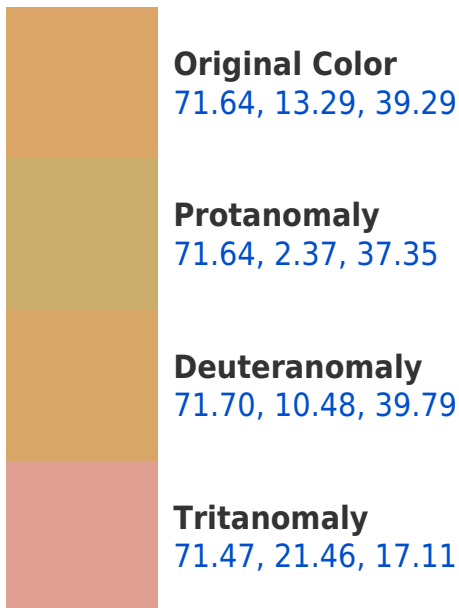 Original Color
71.64, 13.29, 39.29
Protanomaly
71.64, 2.37, 37.35
Deuteranomaly
71.70, 10.48, 39.79
Tritanomaly
71.47, 21.46, 17.11